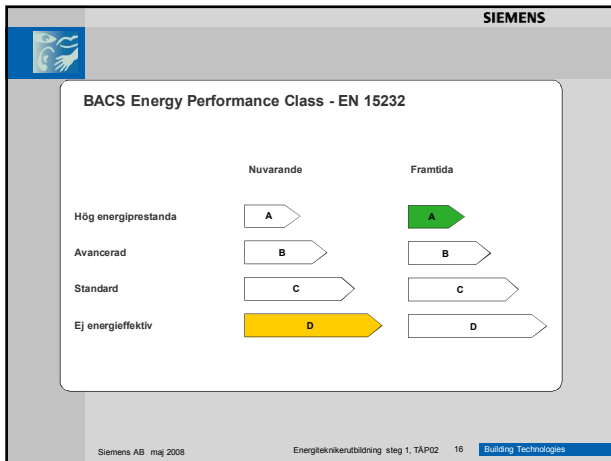 SIEMENS
BACS Energy Performance Class - EN 15232
Nuvarande Framtida
Hög energiprestanda A A
Avancerad B B
Standard C C
Ej energieffektiv D D
Siemens AB maj 2008 Energiteknikerutbildning steg 1, TÄP02 16 Building Technologies